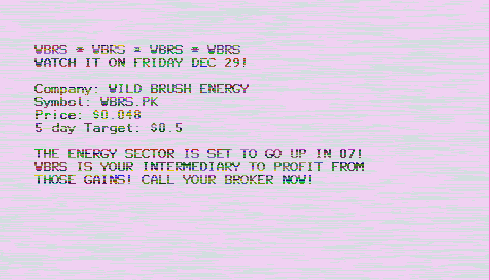 WBRS * WBRS * WBRS * WBRS
WATCH IT ON FRIDAY DEC 29!
Company: WILD BRUSH ENERGY
Symbol: WBRS.PK
Price: $0.048
5-day Target: $0.5
THE ENERGY SECTOR IS SET TO GO UP IN 07!
WBRS IS YOUR INTERMEDIARY TO PROFIT FROM
THOSE GAINS! CALL YOUR BROKER NOW!